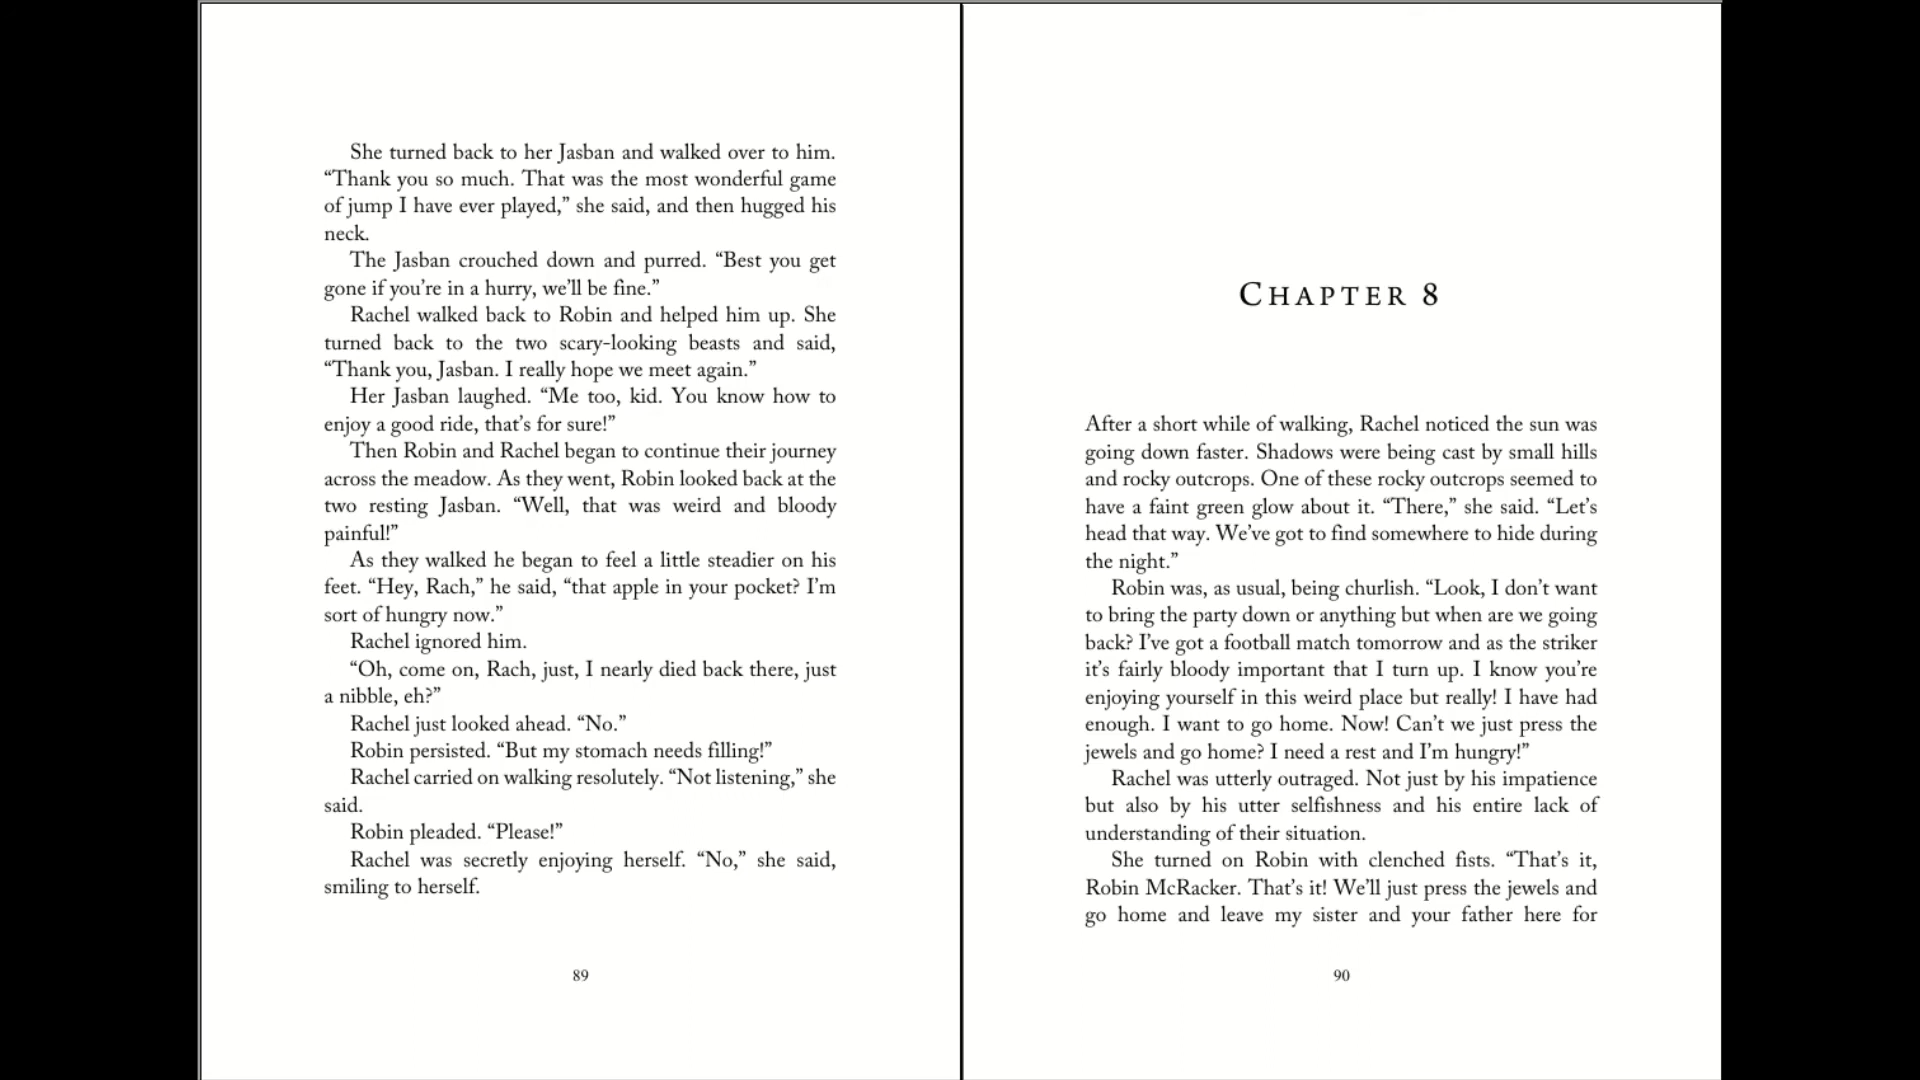 She turned back to her Jasban and walked over to him.
“Thank you so much. That was the most wonderful game
of jump I have ever played,” she said, and then hugged his
neck.
The Jasban crouched down and purred. “Best you get
gone if you’re in a hurry, we’ll be fine.”
Rachel walked back to Robin and helped him up. She
turned back to the two scary-looking beasts and said,
“Thank you, Jasban. I really hope we meet again.”
Her Jasban laughed. “Me too, kid. You know how to
enjoy a good ride, that’s for sure!”
Then Robin and Rachel began to continue their journey
across the meadow. As they went, Robin looked back at the
two resting Jasban. “Well, that was weird and bloody
painful!”
As they walked he began to feel a little steadier on his
feet. “Hey, Rach,” he said, “that apple in your pocket? I’m
sort of hungry now.”
Rachel ignored him.
“Oh, come on, Rach, just, I nearly died back there, just
a nibble, eh?”
Rachel just looked ahead. “No.”
Robin persisted. “But my stomach needs filling!”
Rachel carried on walking resolutely. “Not listening,” she
said.
Robin pleaded. “Please!”
Rachel was secretly enjoying herself. “No,” she said,
smiling to herself.
89
CHAPTER 8
After a short while of walking, Rachel noticed the sun was
going down faster. Shadows were being cast by small hills
and rocky outcrops. One of these rocky outcrops seemed to
have a faint green glow about it. “There,” she said. “Let’s
head that way. We’ve got to find somewhere to hide during
the night.”
Robin was, as usual, being churlish. “Look, I don’t want
to bring the party down or anything but when are we going
back? I’ve got a football match tomorrow and as the striker
it’s fairly bloody important that I turn up. I know you’re
enjoying yourself in this weird place but really! I have had
enough. I want to go home. Now! Can’t we just press the
jewels and go home? I need a rest and I’m hungry!”
Rachel was utterly outraged. Not just by his impatience
but also by his utter selfishness and his entire lack of
understanding of their situation.
She turned on Robin with clenched fists. “That’s it,
Robin McRacker. That’s it! We’ll just press the jewels and
go home and leave my sister and your father here for
90